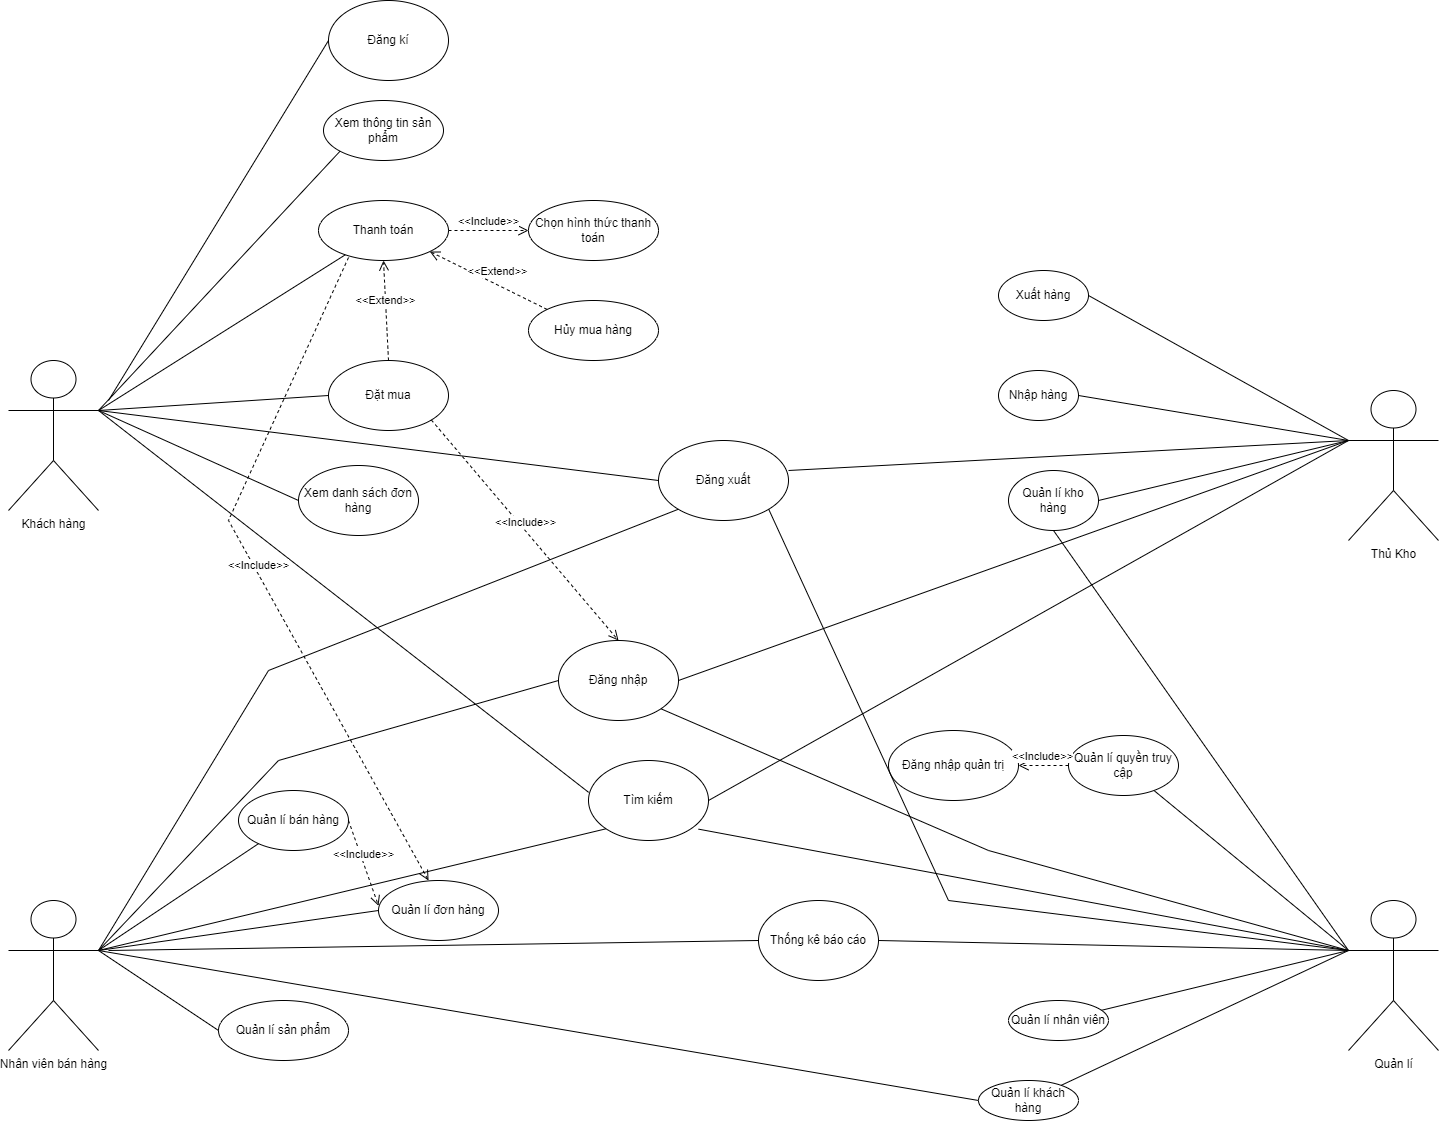 Đăng kí
Xem thông tin sản
phẩm
Thanh toán
<<Include>>
Chọn hình thức thanh
toán
<<Extend>>
Hủy mua hàng
<<Extend>>
Xuất hàng
Đặt mua
Nhập hàng
Khách hàng
Xem danh sách đơn
hàng
Đăng xuất
Quản lí kho
hàng
Thủ Kho
<<Include>>
<<Include>>
Đăng nhập
Đăng nhập quản trị
<<Include>>
Quản lí quyền truy
cập
Tìm kiếm
Quản lí bán hàng
<<Include>>
Quản lí đơn hàng
Thống kê báo cáo
Quản lí sản phẩm
Quản lí nhân viên
Nhân viên bán hàng
Quản lí
Quản lí khách
hàng